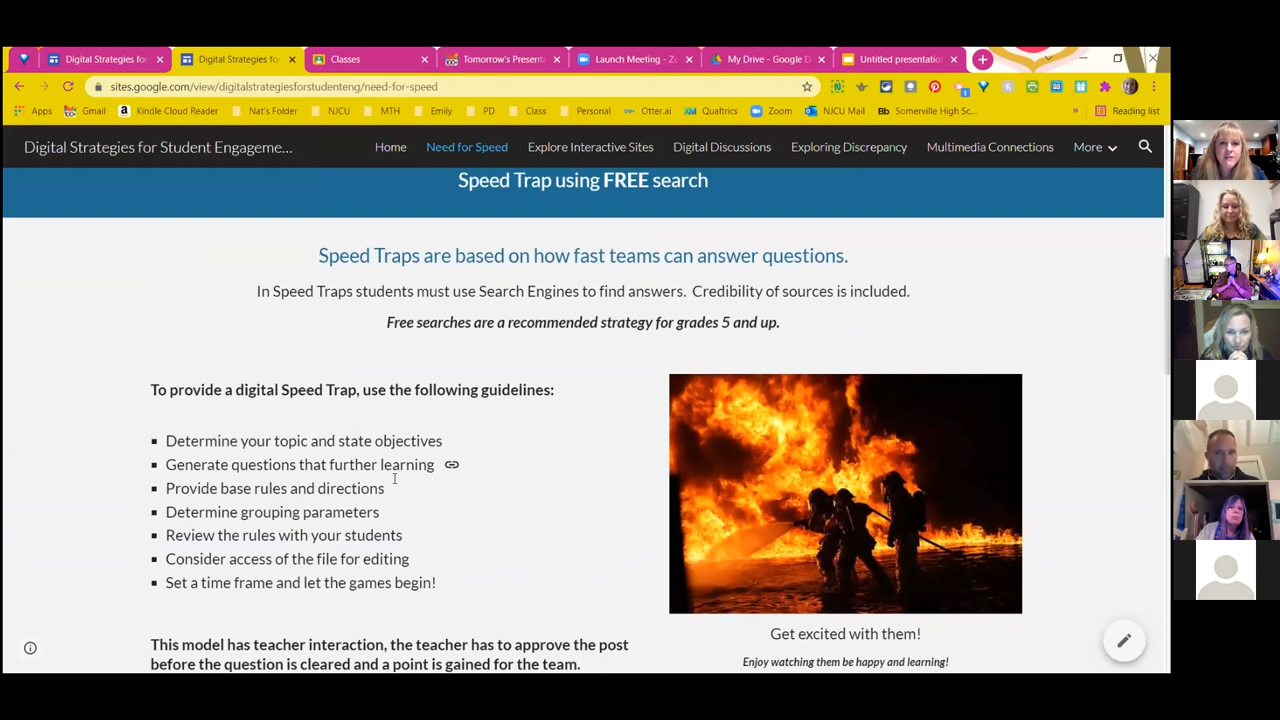 Digital Strategies fo
Digital Strategies fo
Classes
Tomorrow's Present
Launch Meeting - Z
My Drive - Google D
Untitled presentation
sites.google.com/view/digitalstrategiesforstudenteng/need-for-speed
Apps
Gmail
Kindle Cloud Reader
Nat's Folder
NJCU
MTH
Emily
PD
Class
Personal
Otter.ai
Qualtrics
Zoom
NJCU Mail
Somerville High Sc...
»
Reading list
Digital Strategies for Student Engageme...
Home
Need for Speed
Explore Interactive Sites
Digital Discussions
Exploring Discrepancy
Multimedia Connections
More
Speed Trap using FREE search
Speed Traps are based on how fast teams can answer questions.
In Speed Traps students must use Search Engines to find answers. Credibility of sources is included.
Free searches are a recommended strategy for grades 5 and up.
To provide a digital Speed Trap, use the following guidelines:
▪ Determine your topic and state objectives
▪ Generate questions that further learning
▪ Provide base rules and directions
▪ Determine grouping parameters
▪ Review the rules with your students
▪ Consider access of the file for editing
▪ Set a time frame and let the games begin!
This model has teacher interaction, the teacher has to approve the post
before the question is cleared and a point is gained for the team.
Get excited with them!
Enjoy watching them be happy and learning!